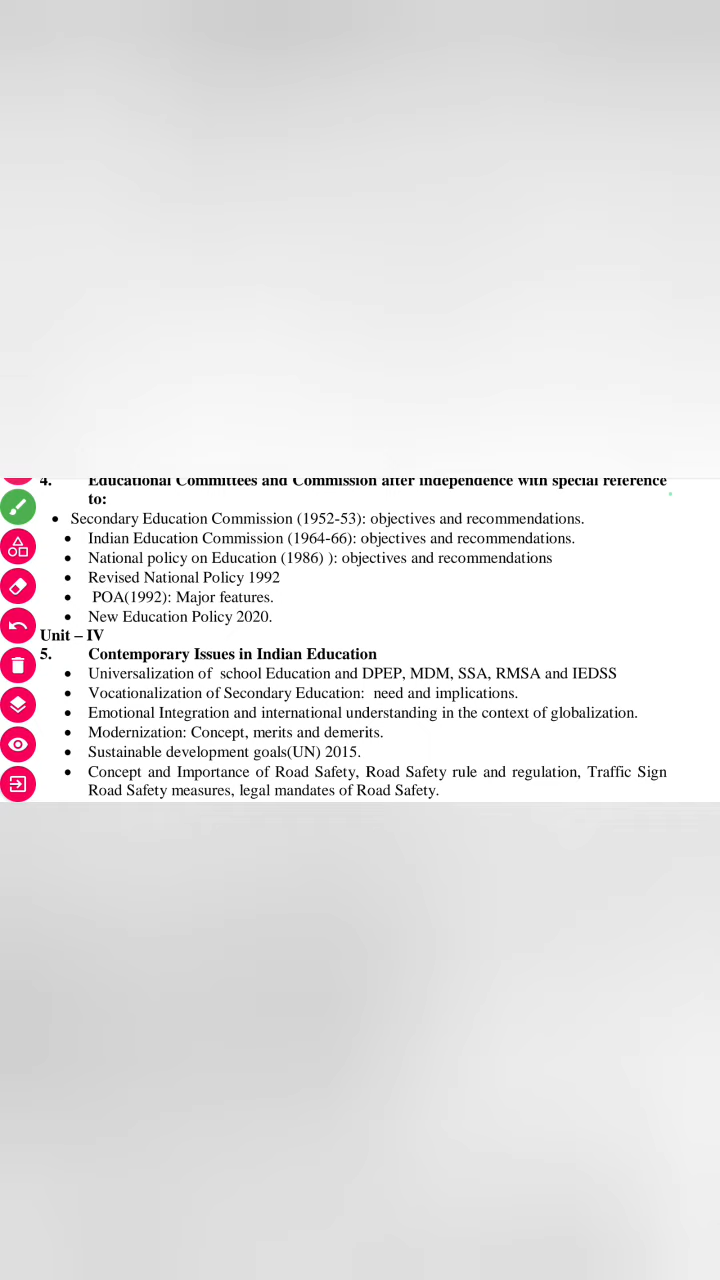 4. Educational Committees and Commission after independence with special reference
to:
• Secondary Education Commission (1952-53): objectives and recommendations.
• Indian Education Commission (1964-66): objectives and recommendations.
• National policy on Education (1986) ): objectives and recommendations
• Revised National Policy 1992
• POA(1992): Major features.
• New Education Policy 2020.
Unit – IV
5. Contemporary Issues in Indian Education
• Universalization of school Education and DPEP, MDM, SSA, RMSA and IEDSS
• Vocationalization of Secondary Education: need and implications.
• Emotional Integration and international understanding in the context of globalization.
• Modernization: Concept, merits and demerits.
• Sustainable development goals(UN) 2015.
• Concept and Importance of Road Safety, Road Safety rule and regulation, Traffic Sign
Road Safety measures, legal mandates of Road Safety.